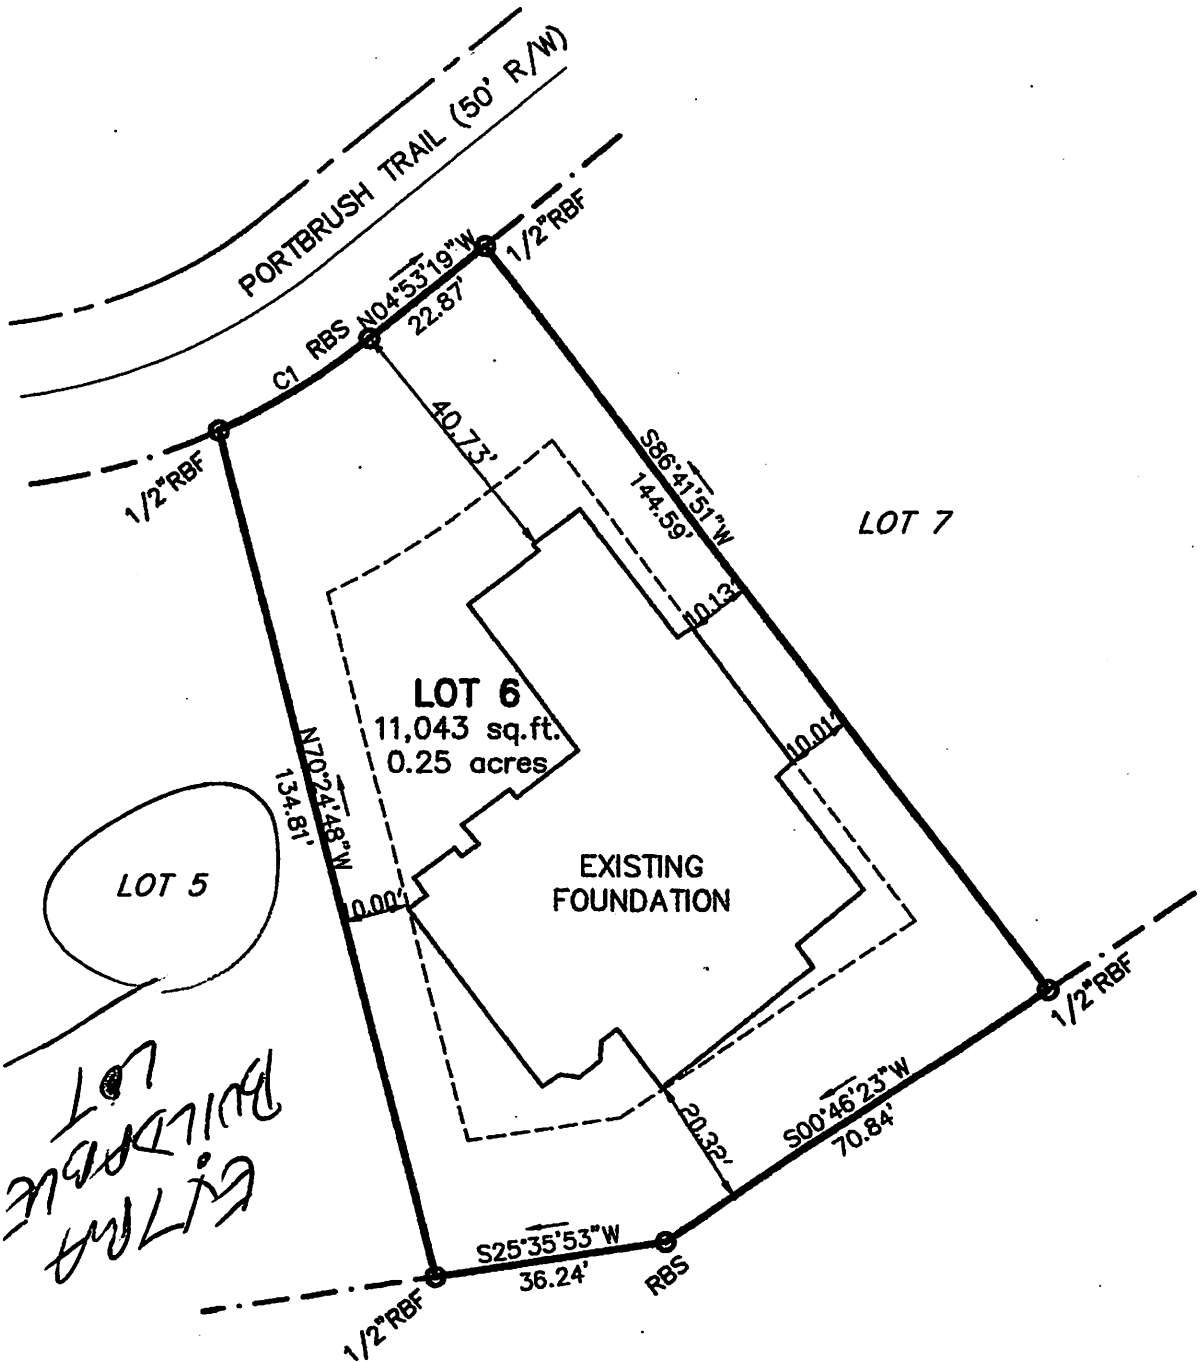 PORTBRUSH TRAIL (50' R/W)
1/2"RBF
N04°53'19"W
22.87'
RBS
C1
1/2"RBF
40.73'
S86°41'51"W
144.59'
LOT 7
10.13'
LOT 6
11,043 sq.ft.
0.25 acres
10.01'
N70°24'48"W
134.81'
LOT 5
EXISTING
FOUNDATION
10.00'
1/2"RBF
EXTRA
BUILDABLE
LOT
20.32'
S00°46'23"W
70.84'
S25°35'53"W
36.24'
RBS
1/2"RBF